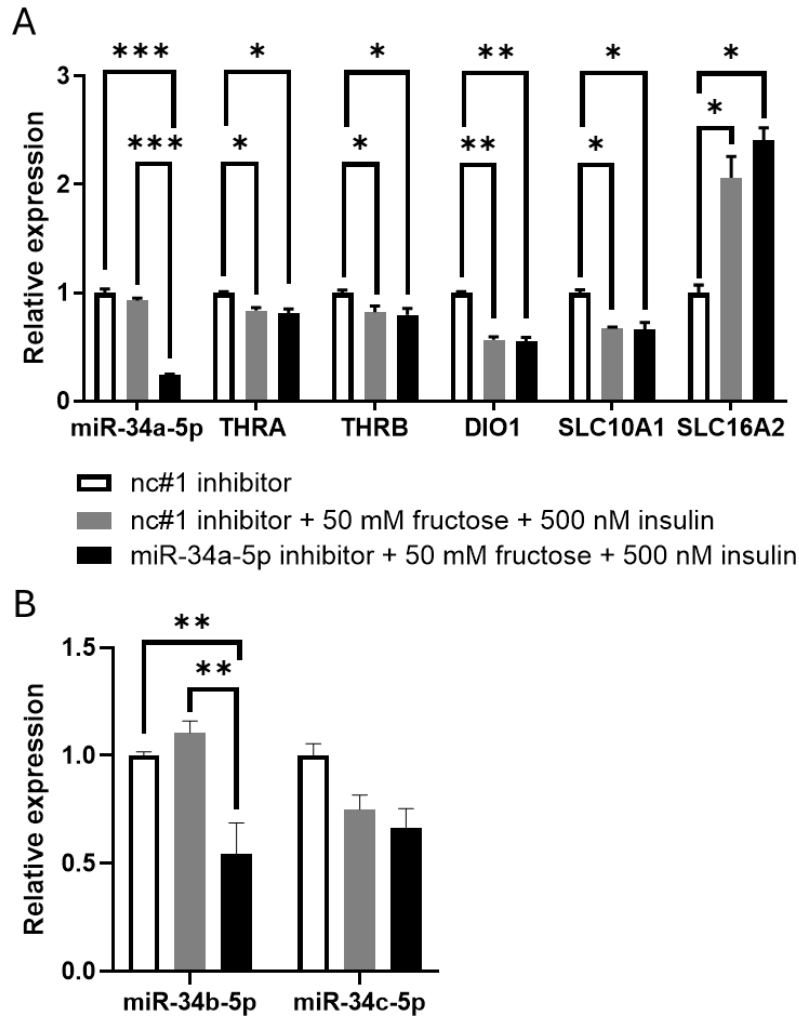 A
*** * * ** * *
*** * * ** * *
3
2
1
0
Relative expression
miR-34a-5p THRA THRB DIO1 SLC10A1 SLC16A2
nc#1 inhibitor
nc#1 inhibitor + 50 mM fructose + 500 nM insulin
miR-34a-5p inhibitor + 50 mM fructose + 500 nM insulin
B
**
**
1.5
1.0
0.5
0.0
Relative expression
miR-34b-5p miR-34c-5p